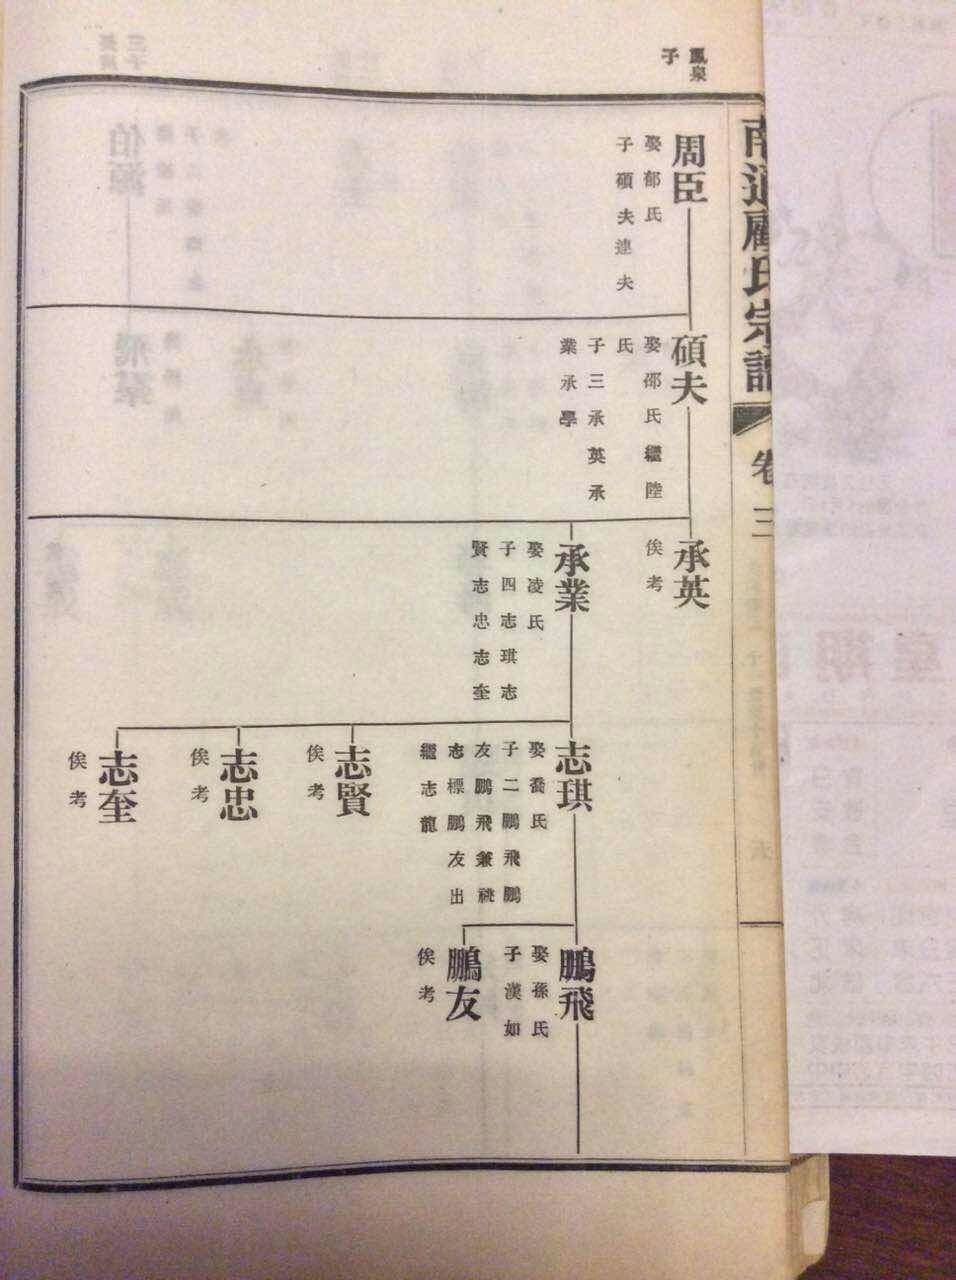 鳳泉
子
南通顧氏宗譜
卷三
周臣
娶郁氏
子碩夫達夫
碩夫
娶邵氏繼陸
氏
子三承英承
業承學
承英
俟考
承業
娶凌氏
子四志琪志
賢志忠志奎
志琪
娶喬氏
子二鵬飛鵬
友鵬飛兼祧
志標鵬友出
繼志龍
志賢
俟考
志忠
俟考
志奎
俟考
鵬飛
娶孫氏
子漢如
鵬友
俟考